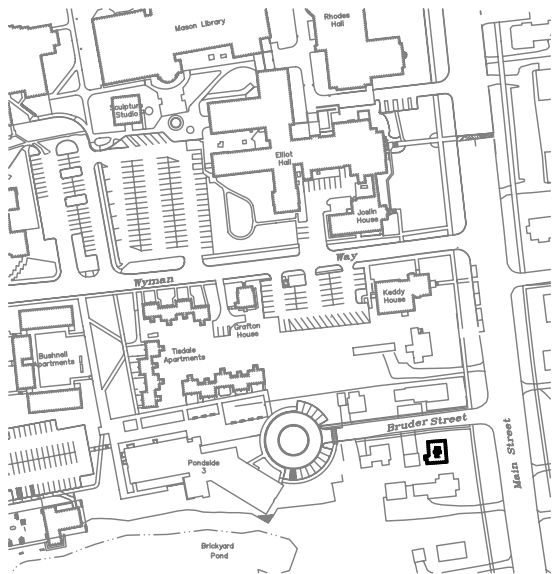 Mason Library
Rhodes
Hall
Sculpture
Studio
Elliot
Hall
Joslin
House
Way
Wyman
Keddy
House
Grafton
House
Tisdale
Apartments
Bushnell
Apartments
Bruder Street
Main Street
Pondside
3
Brickyard
Pond